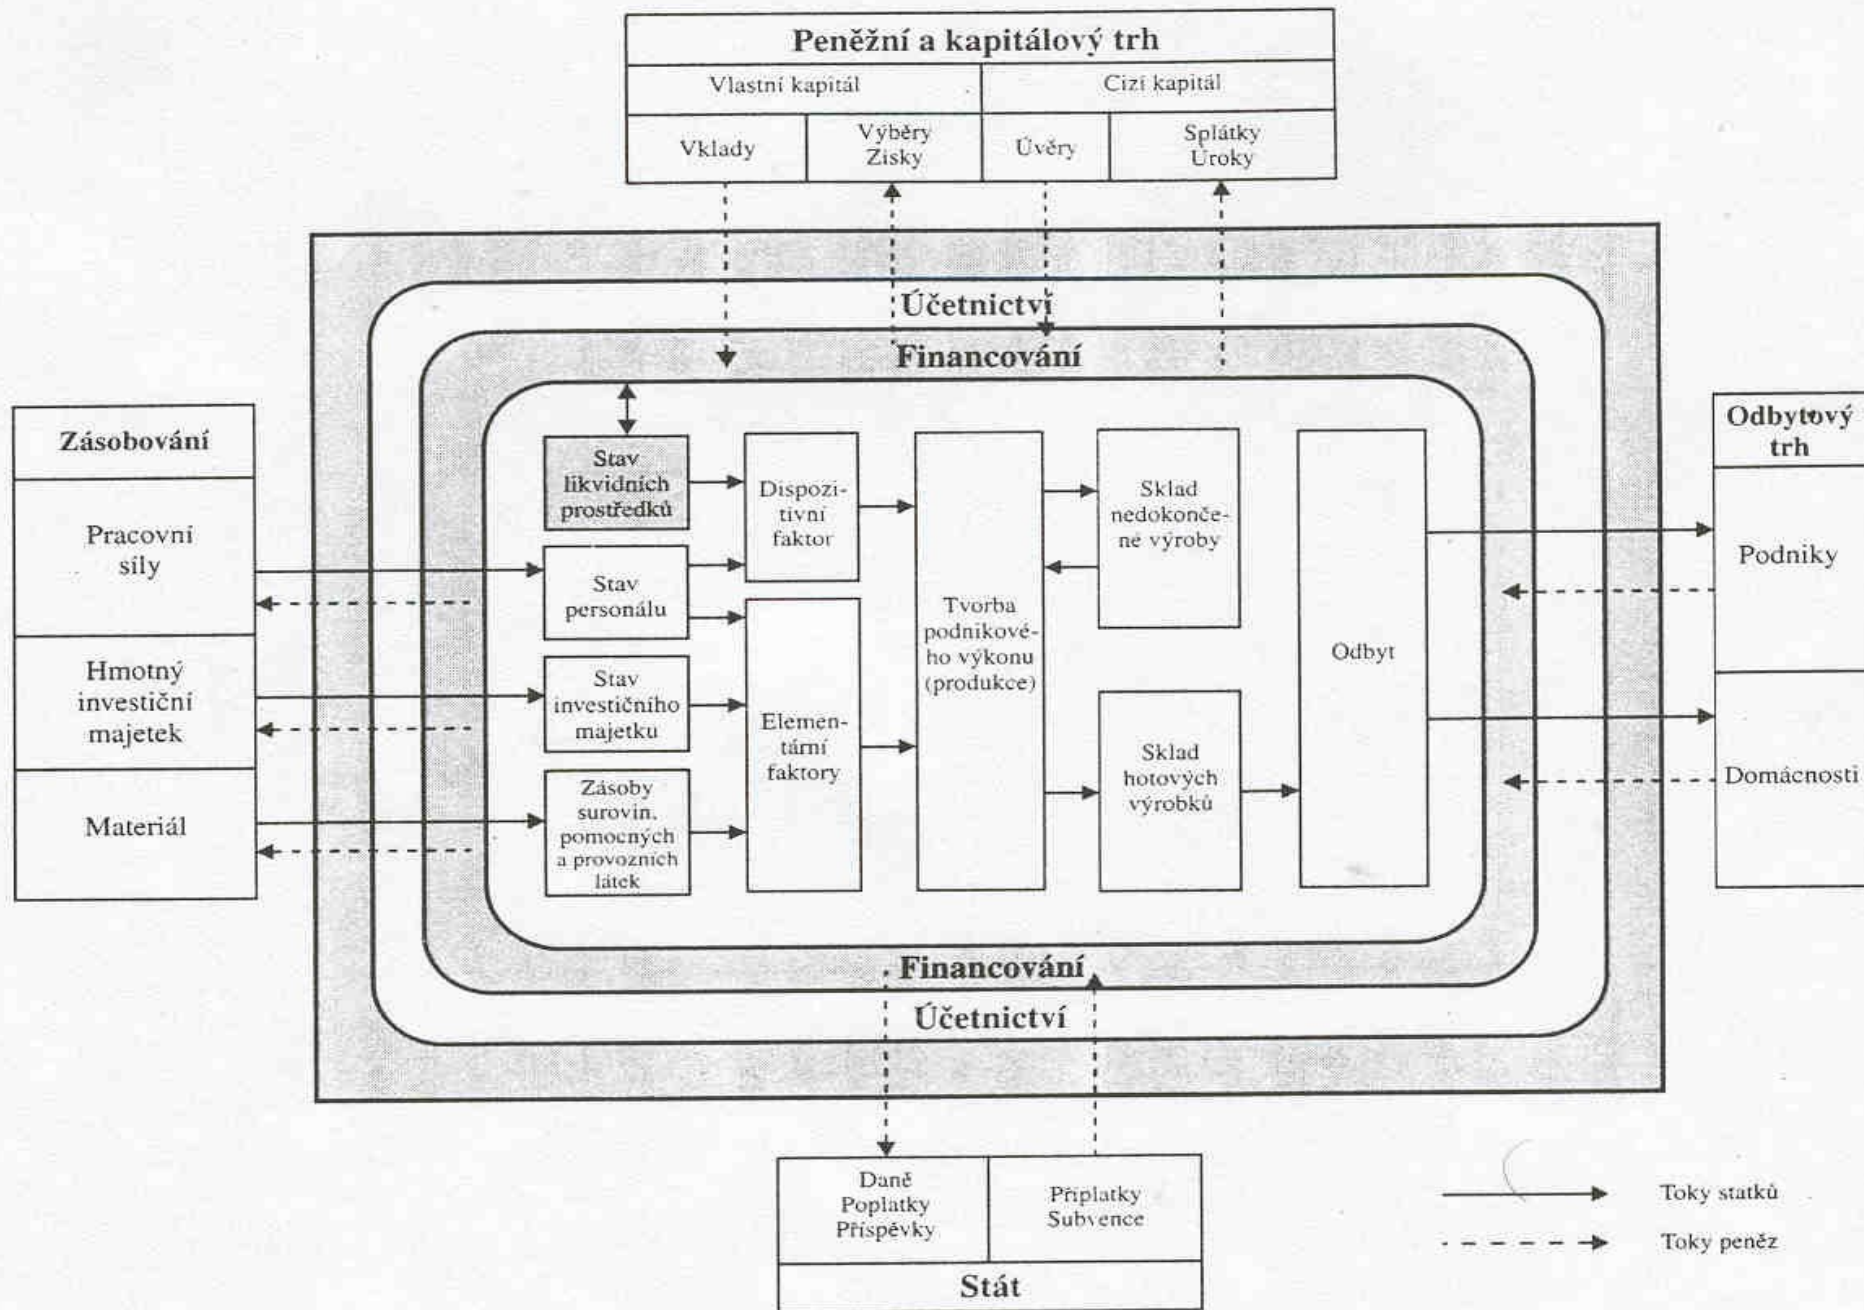 Peněžní a kapitálový trh
Vlastní kapitál
Cizí kapitál
Vklady
Výběry
Zisky
Úvěry
Splátky
Úroky
Účetnictví
Financování
Zásobování
Pracovní
síly
Hmotný
investiční
majetek
Materiál
Stav
likvidních
prostředků
Stav
personálu
Stav
investičního
majetku
Zásoby
surovin,
pomocných
a provozních
látek
Dispozi-
tivní
faktor
Elemen-
tární
faktory
Tvorba
podnikové-
ho výkonu
(produkce)
Sklad
nedokonče-
né výroby
Sklad
hotových
výrobků
Odbyt
Odbytový
trh
Podniky
Domácnosti
Financování
Účetnictví
Daně
Poplatky
Příspěvky
Příplatky
Subvence
Stát
Toky statků
Toky peněz